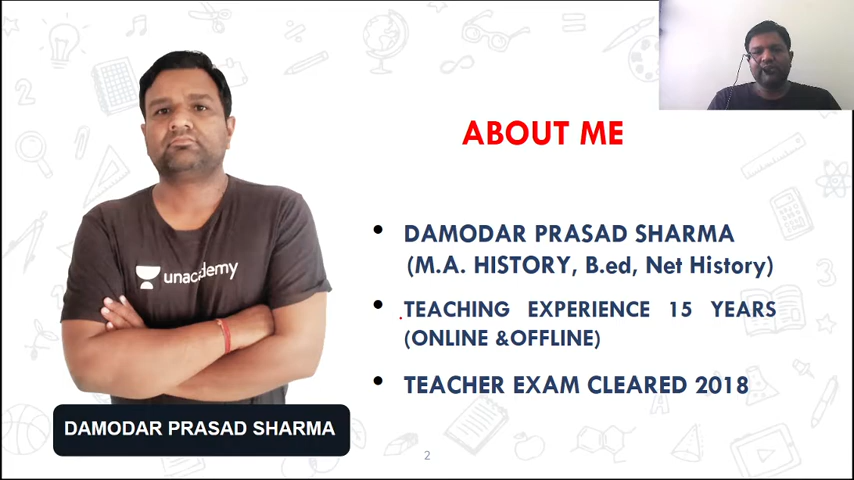 ABOUT ME
unacademy
• DAMODAR PRASAD SHARMA
(M.A. HISTORY, B.ed, Net History)
• TEACHING EXPERIENCE 15 YEARS
(ONLINE &OFFLINE)
• TEACHER EXAM CLEARED 2018
DAMODAR PRASAD SHARMA
2